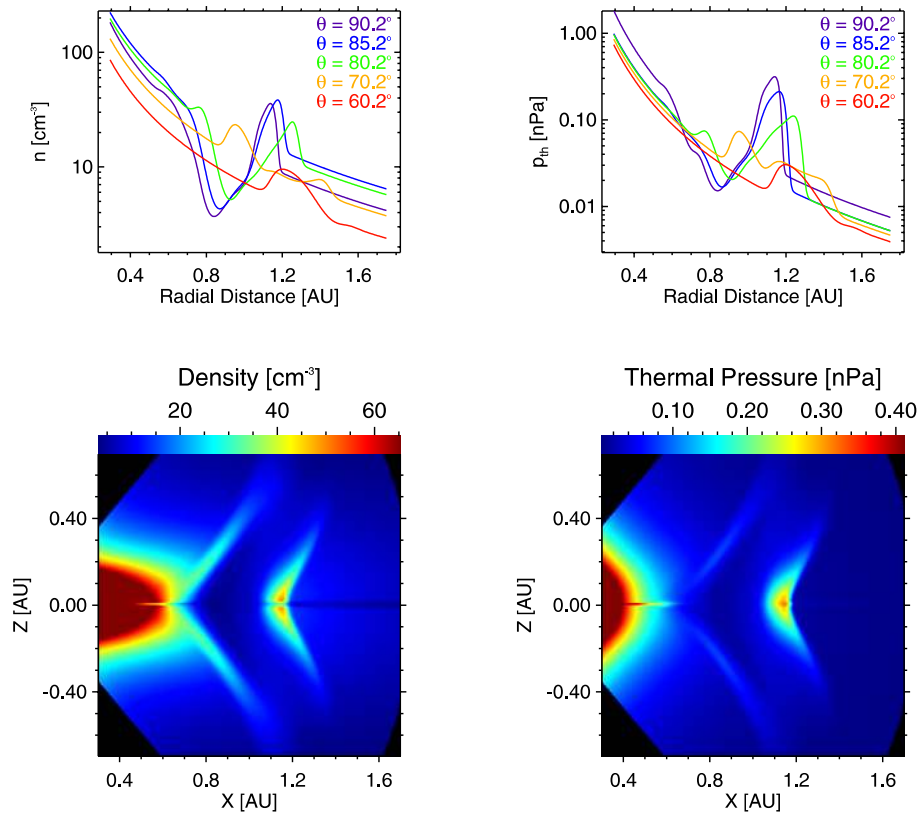 θ = 90.2°
θ = 85.2°
θ = 80.2°
θ = 70.2°
θ = 60.2°
100
10
n [cm⁻³]
0.4 0.8 1.2 1.6
Radial Distance [AU]
θ = 90.2°
θ = 85.2°
θ = 80.2°
θ = 70.2°
θ = 60.2°
1.00
0.10
0.01
pth [nPa]
0.4 0.8 1.2 1.6
Radial Distance [AU]
Density [cm⁻³]
20 40 60
0.40
0.00
-0.40
Z [AU]
0.4 0.8 1.2 1.6
X [AU]
Thermal Pressure [nPa]
0.10 0.20 0.30 0.40
0.40
0.00
-0.40
Z [AU]
0.4 0.8 1.2 1.6
X [AU]